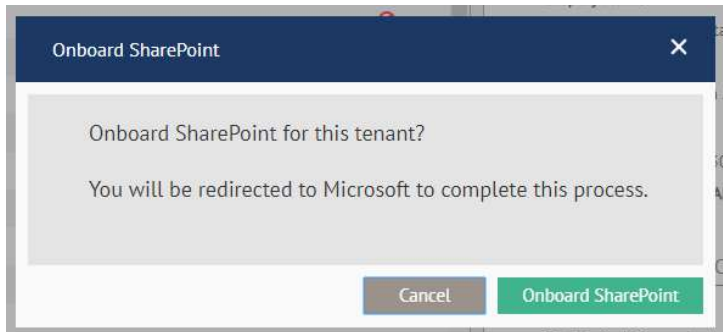 Onboard SharePoint
Onboard SharePoint for this tenant?
You will be redirected to Microsoft to complete this process.
Cancel
Onboard SharePoint